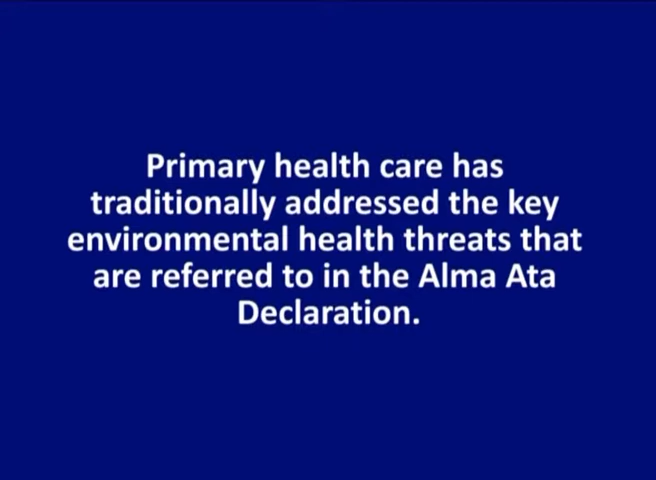 Primary health care has
traditionally addressed the key
environmental health threats that
are referred to in the Alma Ata
Declaration.